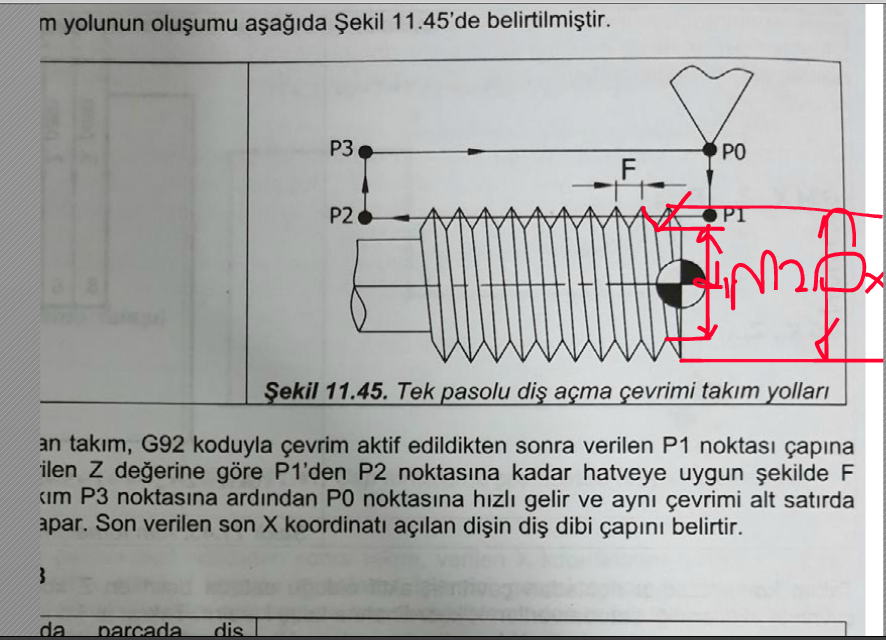 m yolunun oluşumu aşağıda Şekil 11.45'de belirtilmiştir.
P3
P0
F
P2
P1
Şekil 11.45. Tek pasolu diş açma çevrimi takım yolları
an takım, G92 koduyla çevrim aktif edildikten sonra verilen P1 noktası çapına
rilen Z değerine göre P1'den P2 noktasına kadar hatveye uygun şekilde F
kım P3 noktasına ardından P0 noktasına hızlı gelir ve aynı çevrimi alt satırda
apar. Son verilen son X koordinatı açılan dişin diş dibi çapını belirtir.
3
da parçada diş